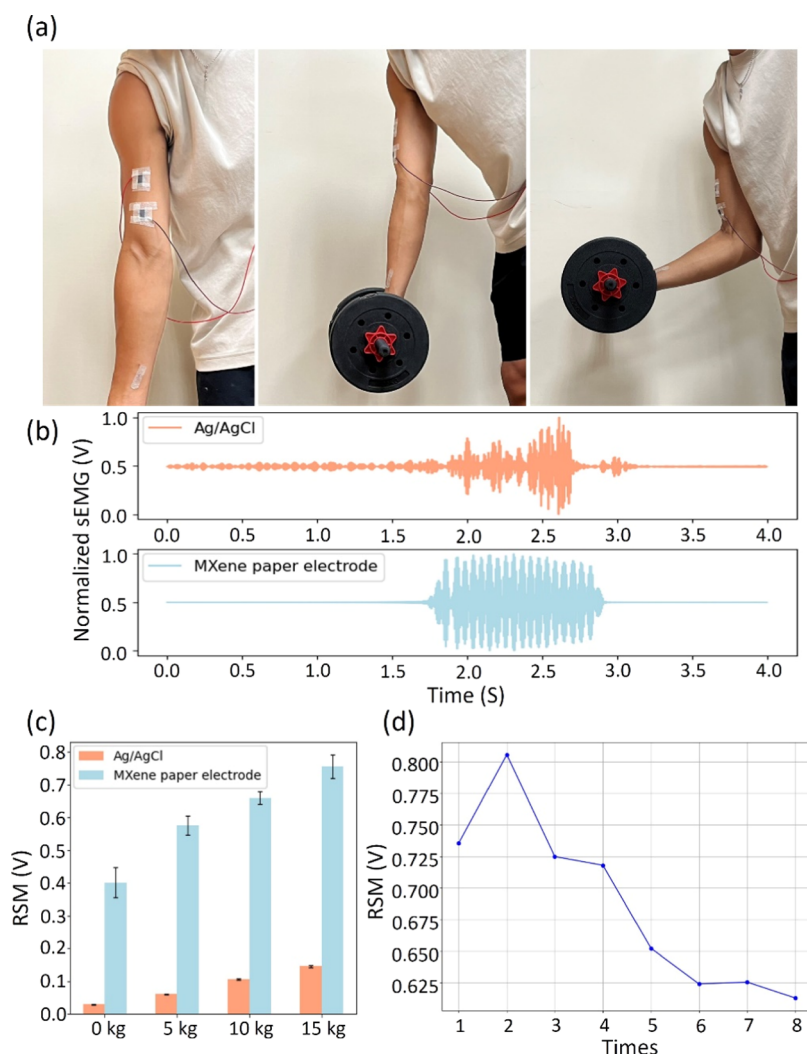 (a)
(b)
Normalized sEMG (V)
1.0
0.5
0.0
Ag/AgCl
0.0 0.5 1.0 1.5 2.0 2.5 3.0 3.5 4.0
1.0
0.5
0.0
MXene paper electrode
0.0 0.5 1.0 1.5 2.0 2.5 3.0 3.5 4.0
Time (S)
(c)
RSM (V)
0.8
0.7
0.6
0.5
0.4
0.3
0.2
0.1
0.0
Ag/AgCl
MXene paper electrode
0 kg 5 kg 10 kg 15 kg
(d)
RSM (V)
0.800
0.775
0.750
0.725
0.700
0.675
0.650
0.625
1 2 3 4 5 6 7 8
Times